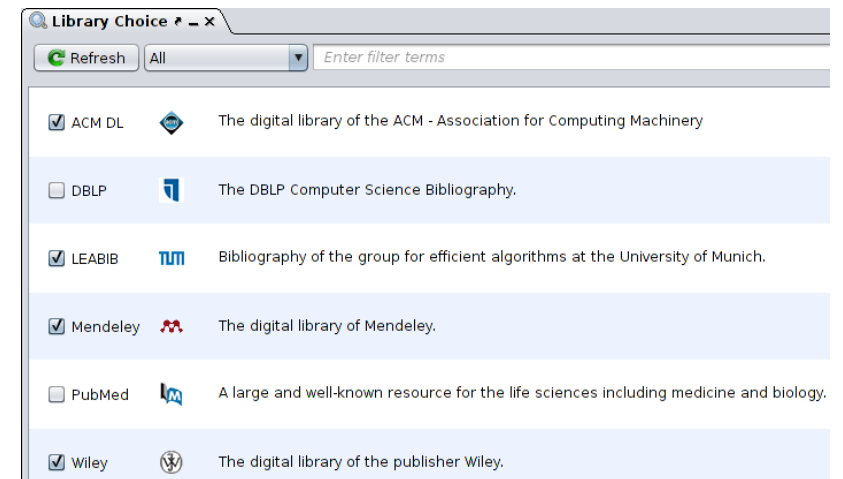 Library Choice
Refresh All Enter filter terms
ACM DL The digital library of the ACM - Association for Computing Machinery
DBLP The DBLP Computer Science Bibliography.
LEABIB TUM Bibliography of the group for efficient algorithms at the University of Munich.
Mendeley The digital library of Mendeley.
PubMed A large and well-known resource for the life sciences including medicine and biology.
Wiley The digital library of the publisher Wiley.